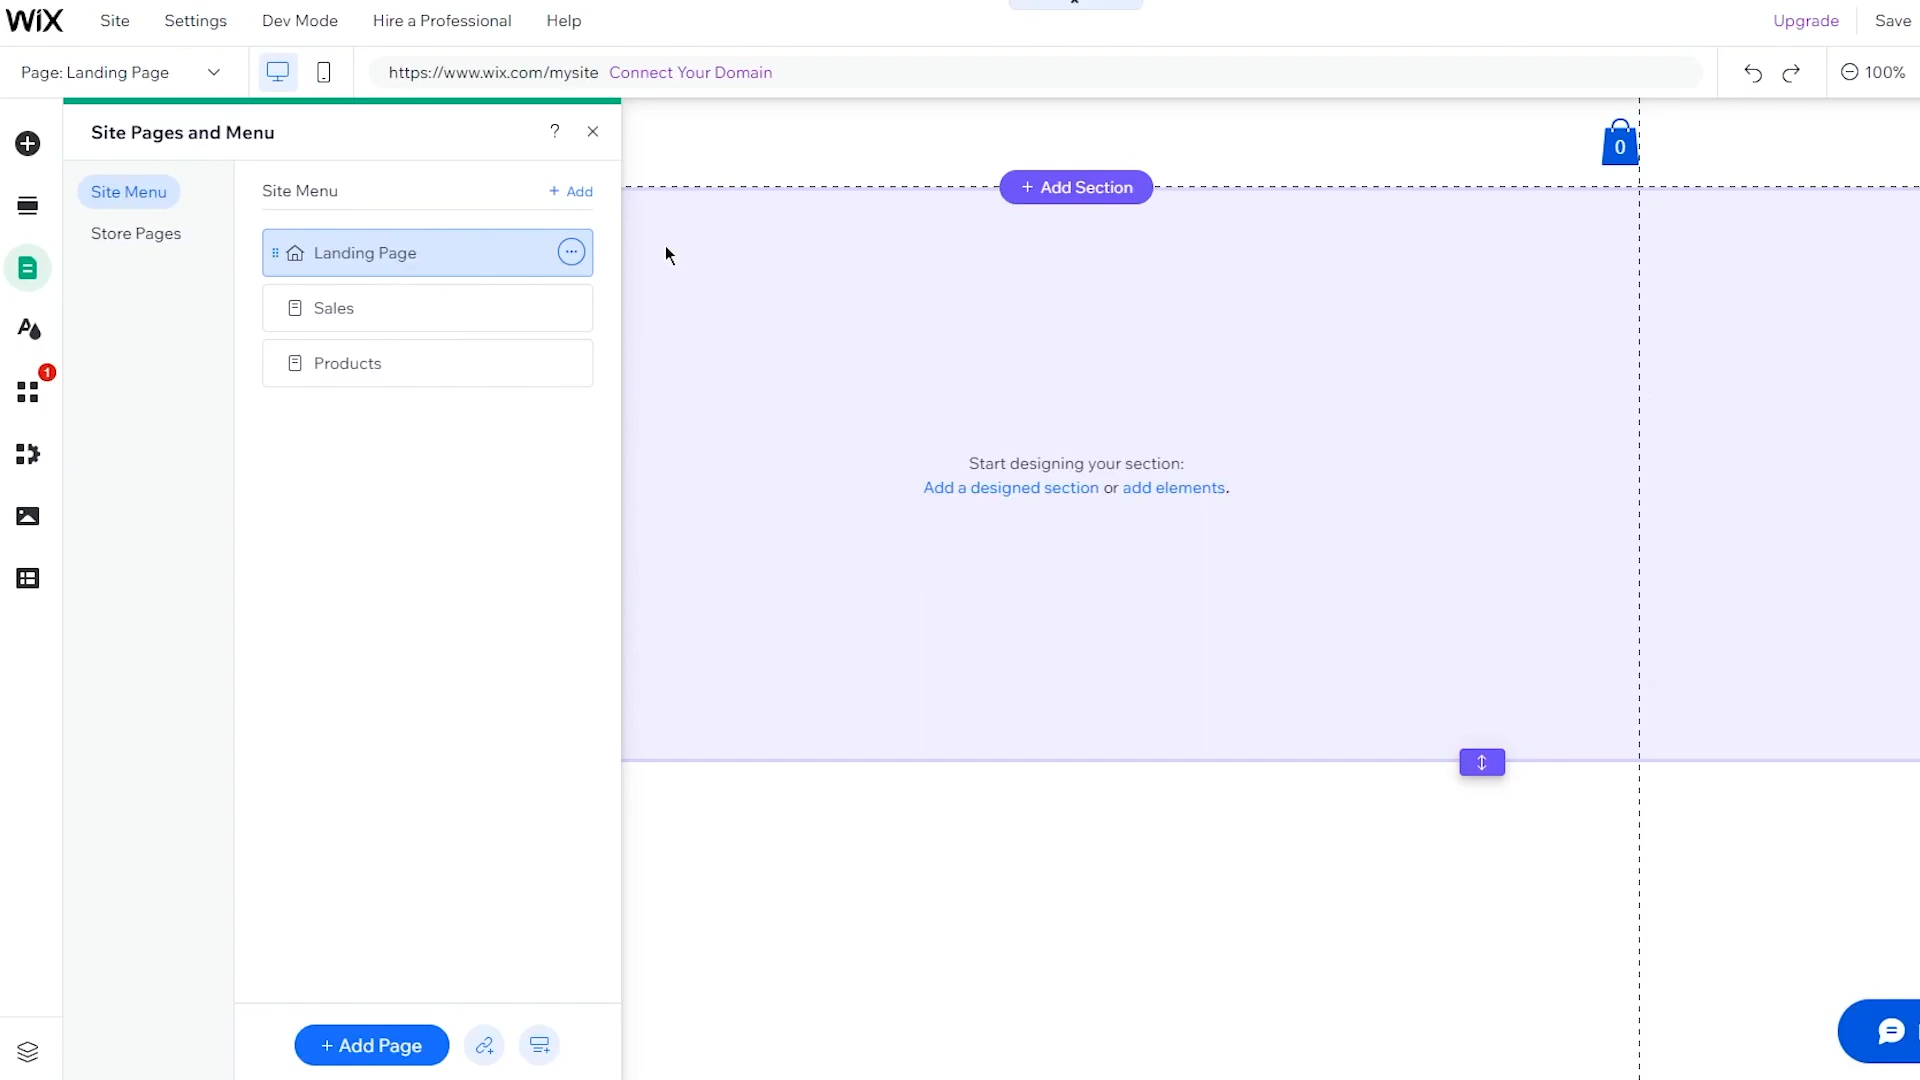 WiX Site Settings Dev Mode Hire a Professional Help Upgrade Save
Page: Landing Page https://www.wix.com/mysite Connect Your Domain 100%
Site Pages and Menu ?
0
Site Menu
Store Pages
Site Menu + Add
+ Add Section
Landing Page
Sales
Products
1
Start designing your section:
Add a designed section or add elements.
+ Add Page